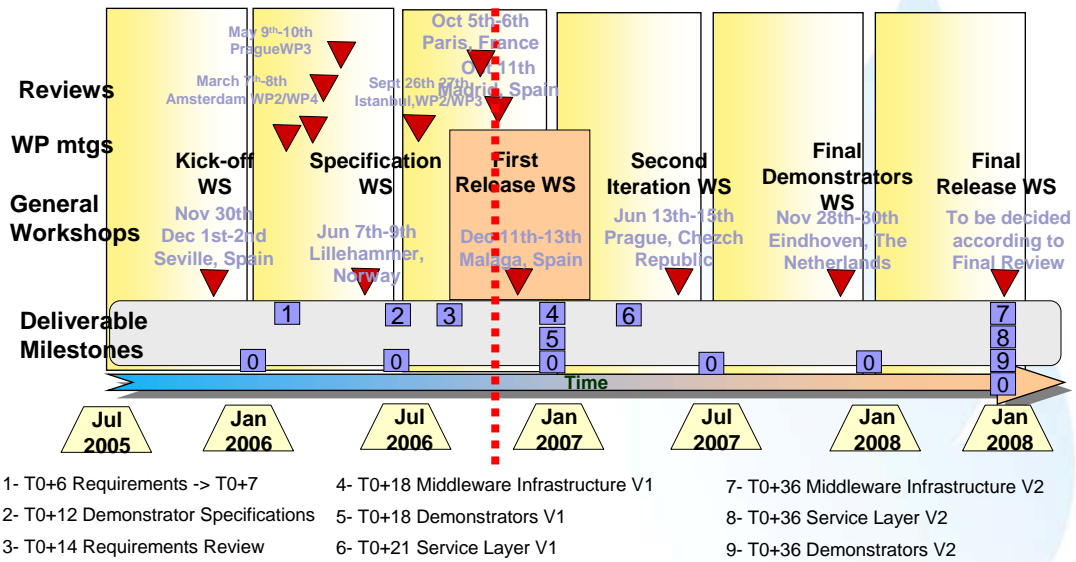 May 9th-10th
PragueWP3
Oct 5th-6th
Paris, France
March 7th-8th
Amsterdam WP2/WP4
Sept 26th 27th
Istanbul,WP2/WP3
Oct 11th
Madrid, Spain
Reviews
WP mtgs
General
Workshops
Kick-off
WS
Nov 30th
Dec 1st-2nd
Seville, Spain
Specification
WS
Jun 7th-9th
Lillehammer,
Norway
First
Release WS
Dec 11th-13th
Malaga, Spain
Second
Iteration WS
Jun 13th-15th
Prague, Chezch
Republic
Final
Demonstrators
WS
Nov 28th-30th
Eindhoven, The
Netherlands
Final
Release WS
To be decided
according to
Final Review
Deliverable
Milestones
1 2 3 4 6 7
5 8
0 0 0 0 0 9
0
Time
Jul
2005
Jan
2006
Jul
2006
Jan
2007
Jul
2007
Jan
2008
Jan
2008
1- T0+6 Requirements -> T0+7
2- T0+12 Demonstrator Specifications
3- T0+14 Requirements Review
4- T0+18 Middleware Infrastructure V1
5- T0+18 Demonstrators V1
6- T0+21 Service Layer V1
7- T0+36 Middleware Infrastructure V2
8- T0+36 Service Layer V2
9- T0+36 Demonstrators V2